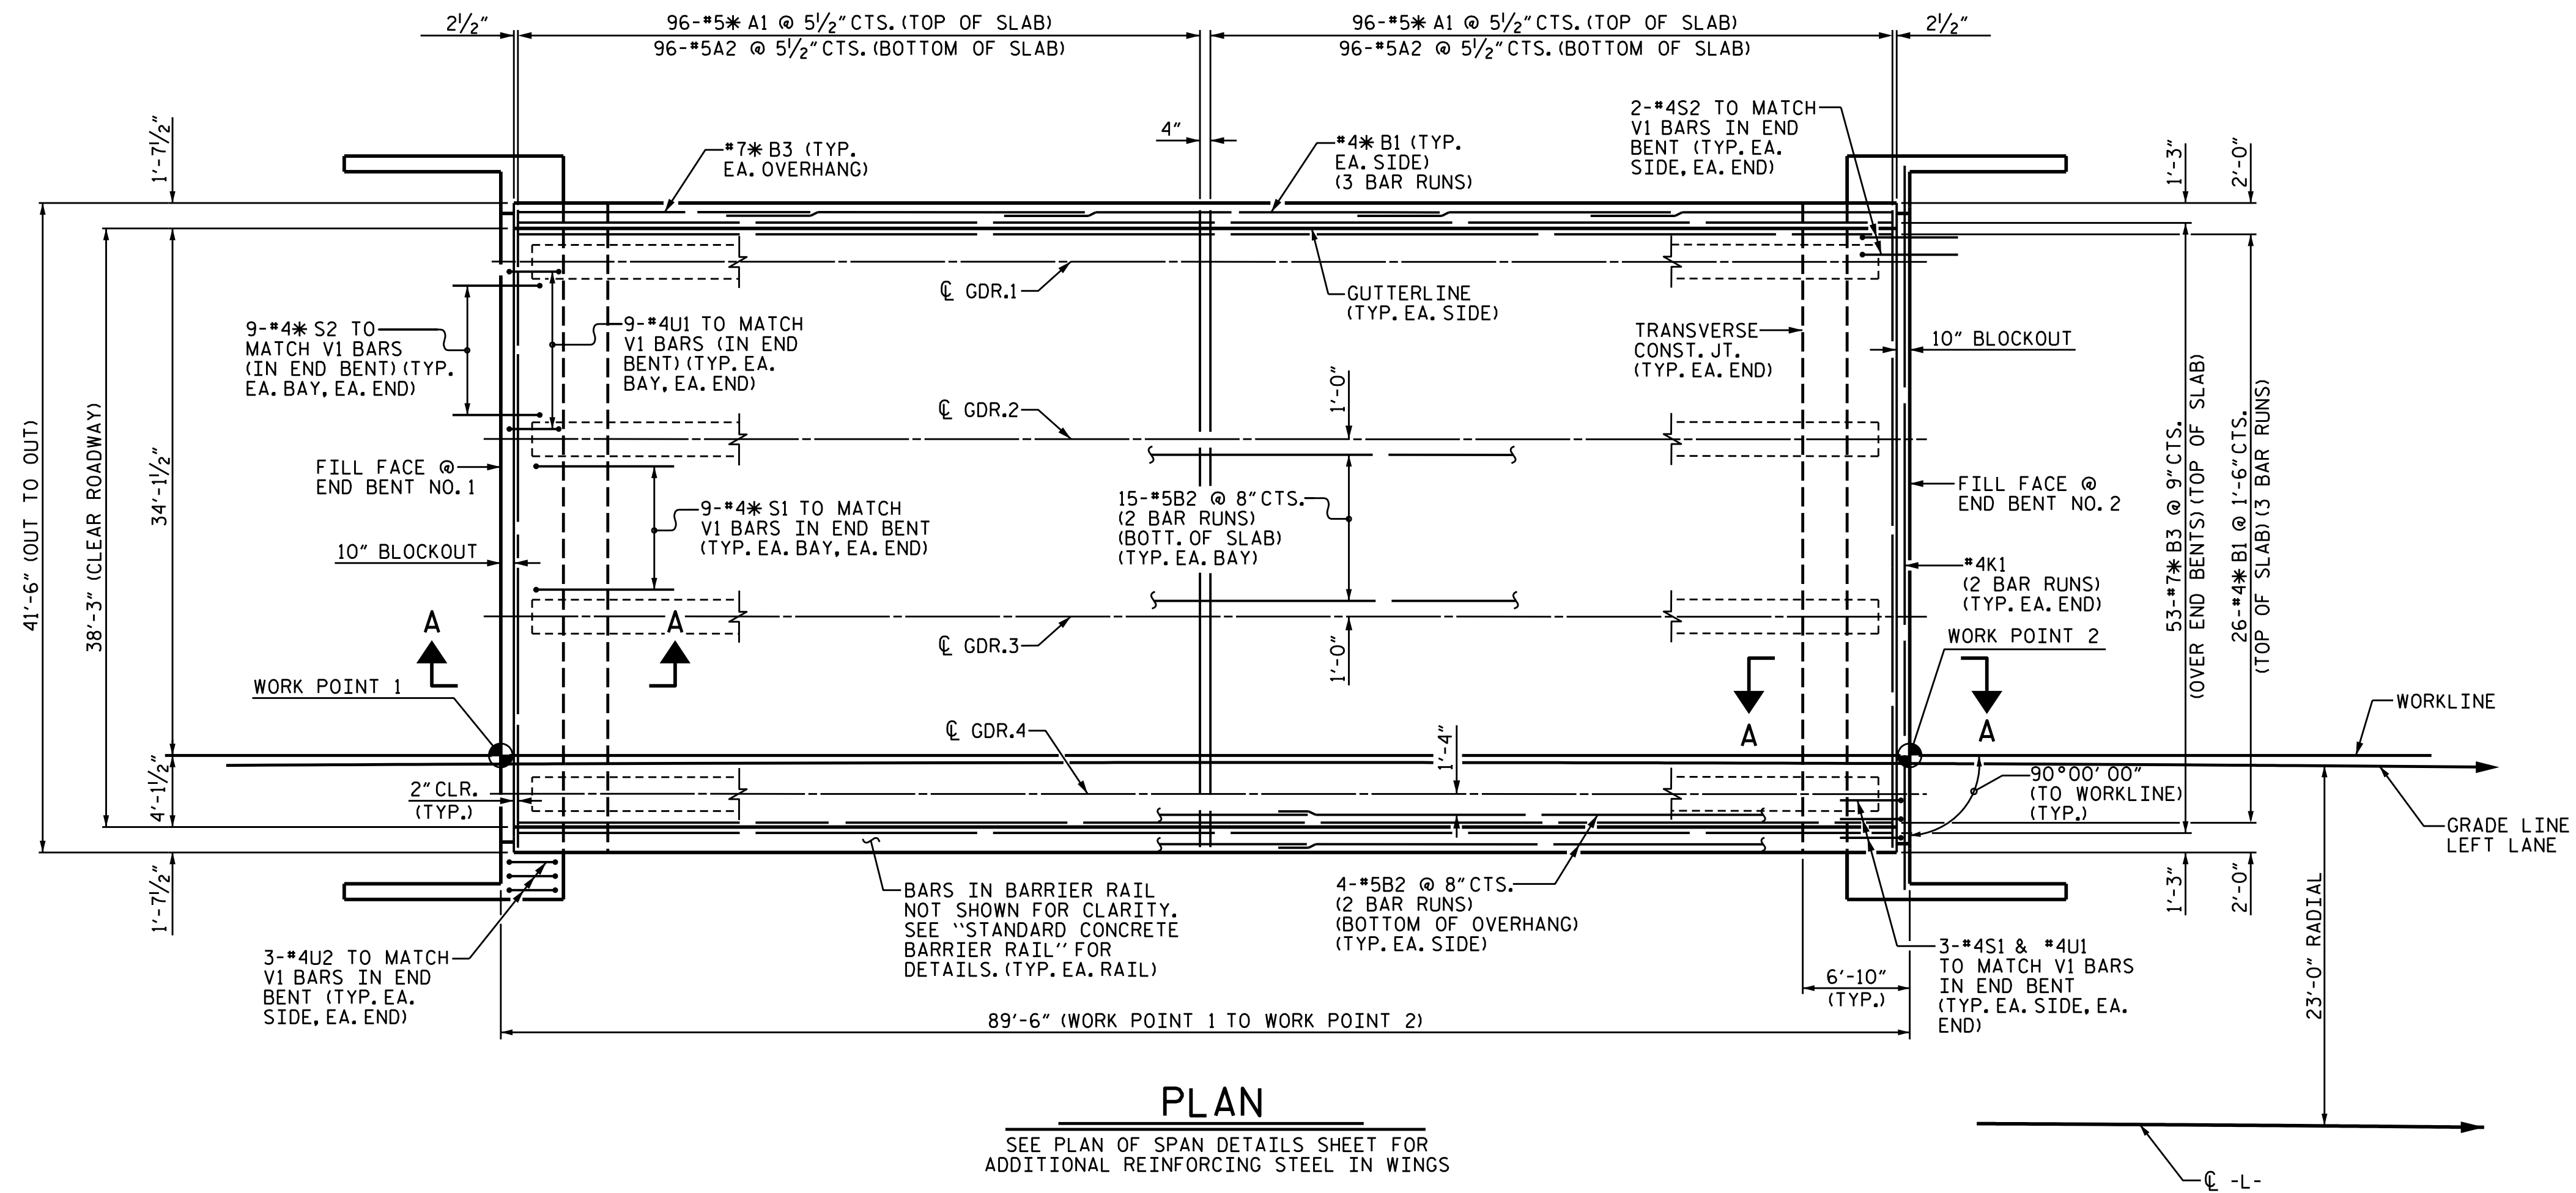 2½"
96-#5* A1 @ 5½" CTS. (TOP OF SLAB)
96-#5A2 @ 5½" CTS. (BOTTOM OF SLAB)
96-#5* A1 @ 5½" CTS. (TOP OF SLAB)
96-#5A2 @ 5½" CTS. (BOTTOM OF SLAB)
2½"
1'-7½"
#7* B3 (TYP.
EA. OVERHANG)
4"
#4* B1 (TYP.
EA. SIDE)
(3 BAR RUNS)
2-#4S2 TO MATCH
V1 BARS IN END
BENT (TYP. EA.
SIDE, EA. END)
1'-3"
2'-0"
℄ GDR.1
GUTTERLINE
(TYP. EA. SIDE)
9-#4* S2 TO
MATCH V1 BARS
(IN END BENT) (TYP.
EA. BAY, EA. END)
9-#4U1 TO MATCH
V1 BARS (IN END
BENT) (TYP. EA.
BAY, EA. END)
TRANSVERSE
CONST. JT.
(TYP. EA. END)
10" BLOCKOUT
1'-0"
℄ GDR.2
41'-6" (OUT TO OUT)
38'-3" (CLEAR ROADWAY)
34'-1½"
FILL FACE @
END BENT NO. 1
9-#4* S1 TO MATCH
V1 BARS IN END BENT
(TYP. EA. BAY, EA. END)
15-#5B2 @ 8" CTS.
(2 BAR RUNS)
(BOTT. OF SLAB)
(TYP. EA. BAY)
FILL FACE @
END BENT NO. 2
53-#7* B3 @ 9" CTS.
(OVER END BENTS) (TOP OF SLAB)
26-#4* B1 @ 1'-6" CTS.
(TOP OF SLAB) (3 BAR RUNS)
10" BLOCKOUT
#4K1
(2 BAR RUNS)
(TYP. EA. END)
A
A
℄ GDR.3
1'-0"
WORK POINT 2
WORK POINT 1
WORKLINE
℄ GDR.4
1'-4"
A
A
4'-1½"
2" CLR.
(TYP.)
90°00'00"
(TO WORKLINE)
(TYP.)
GRADE LINE
LEFT LANE
1'-7½"
BARS IN BARRIER RAIL
NOT SHOWN FOR CLARITY.
SEE "STANDARD CONCRETE
BARRIER RAIL" FOR
DETAILS. (TYP. EA. RAIL)
4-#5B2 @ 8" CTS.
(2 BAR RUNS)
(BOTTOM OF OVERHANG)
(TYP. EA. SIDE)
1'-3"
2'-0"
3-#4U2 TO MATCH
V1 BARS IN END
BENT (TYP. EA.
SIDE, EA. END)
6'-10"
(TYP.)
3-#4S1 & #4U1
TO MATCH V1 BARS
IN END BENT
(TYP. EA. SIDE, EA.
END)
23'-0" RADIAL
89'-6" (WORK POINT 1 TO WORK POINT 2)
PLAN
SEE PLAN OF SPAN DETAILS SHEET FOR
ADDITIONAL REINFORCING STEEL IN WINGS
℄ -L-